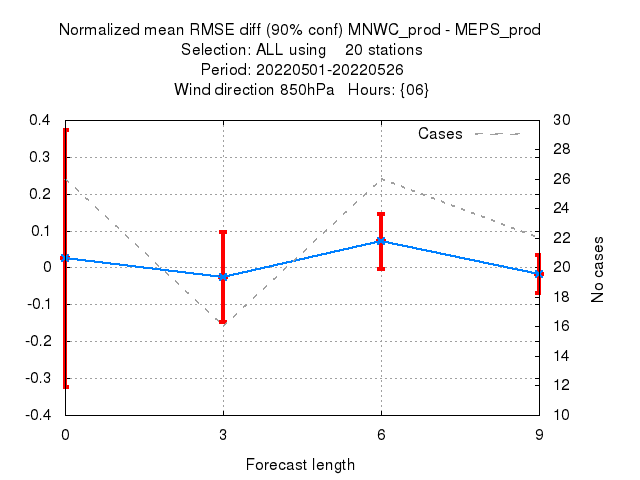 Normalized mean RMSE diff (90% conf) MNWC_prod - MEPS_prod
Selection: ALL using 20 stations
Period: 20220501-20220526
Wind direction 850hPa Hours: {06}
Cases
0.4
0.3
0.2
0.1
0
-0.1
-0.2
-0.3
-0.4
30
28
26
24
22
20
18
16
14
12
10
No cases
0 3 6 9
Forecast length